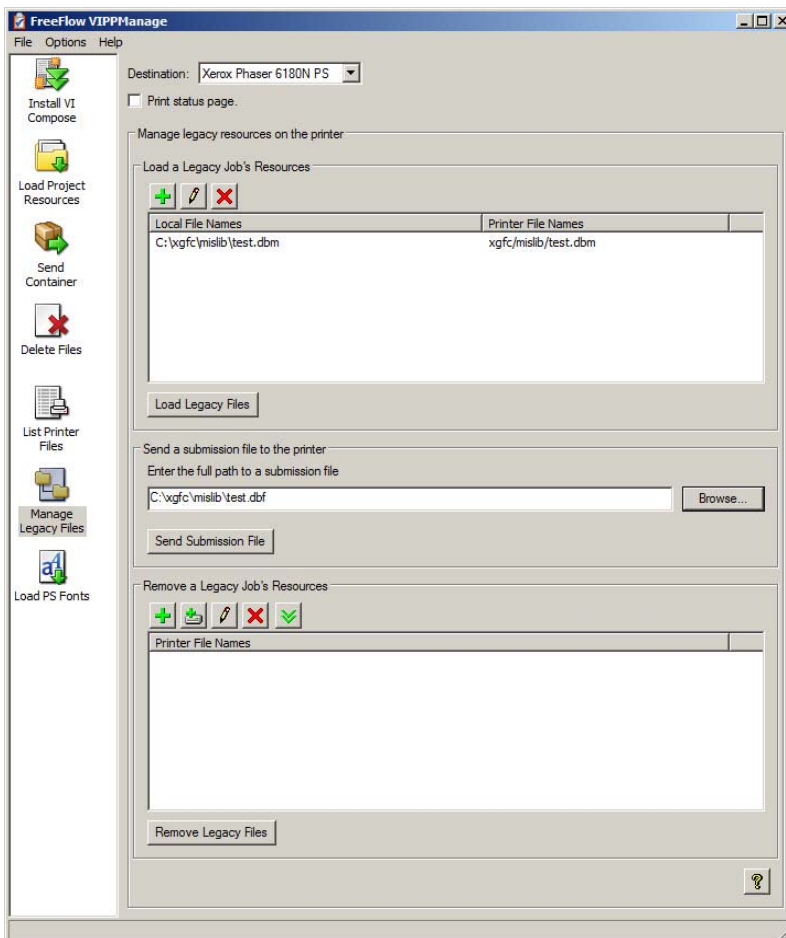 FreeFlow VIPPManage
File Options Help
Install VI
Compose
Load Project
Resources
Send
Container
Delete Files
List Printer
Files
Manage
Legacy Files
Load PS Fonts
Destination: Xerox Phaser 6180N PS
Print status page.
Manage legacy resources on the printer
Load a Legacy Job's Resources
Local File Names Printer File Names
C:\xgfc\mislib\test.dbm xgfc/mislib/test.dbm
Load Legacy Files
Send a submission file to the printer
Enter the full path to a submission file
C:\xgfc\mislib\test.dbf Browse...
Send Submission File
Remove a Legacy Job's Resources
Printer File Names
Remove Legacy Files
?